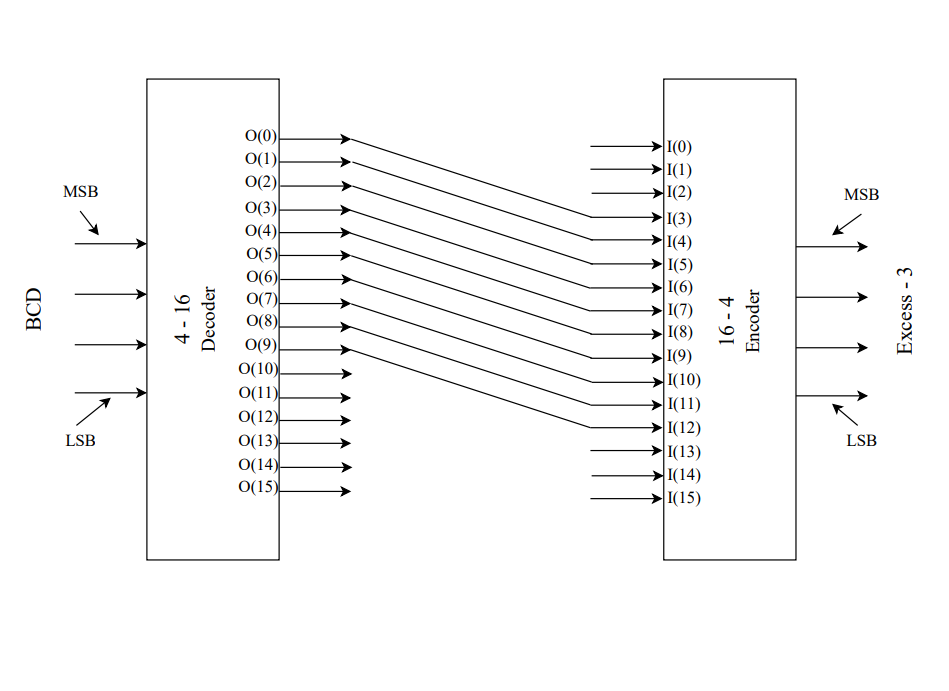 BCD
MSB
LSB
4 - 16
Decoder
O(0)
O(1)
O(2)
O(3)
O(4)
O(5)
O(6)
O(7)
O(8)
O(9)
O(10)
O(11)
O(12)
O(13)
O(14)
O(15)
I(0)
I(1)
I(2)
I(3)
I(4)
I(5)
I(6)
I(7)
I(8)
I(9)
I(10)
I(11)
I(12)
I(13)
I(14)
I(15)
16 - 4
Encoder
MSB
LSB
Excess - 3